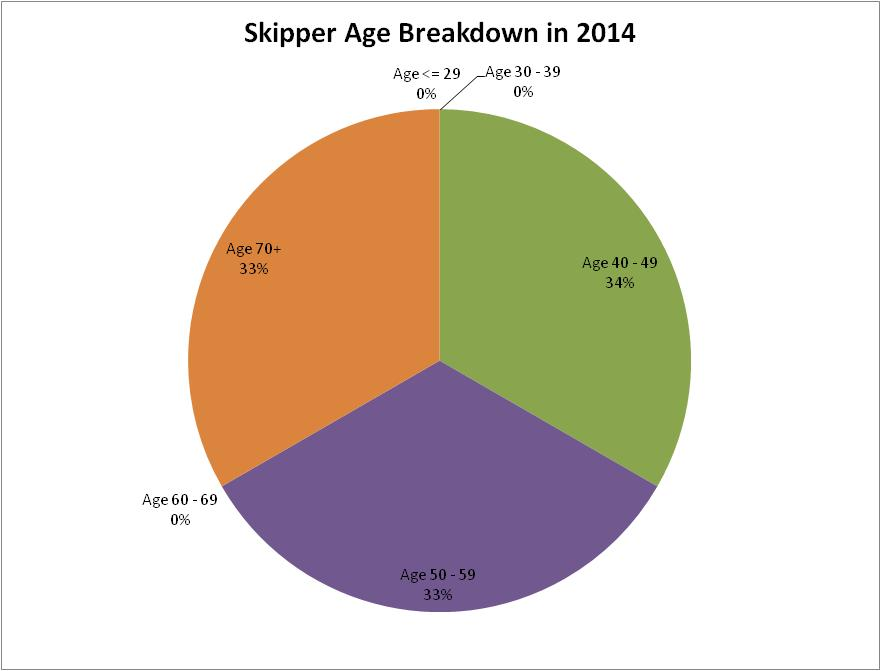 Skipper Age Breakdown in 2014
Age <= 29
0%
Age 30 - 39
0%
Age 70+
33%
Age 40 - 49
34%
Age 60 - 69
0%
Age 50 - 59
33%